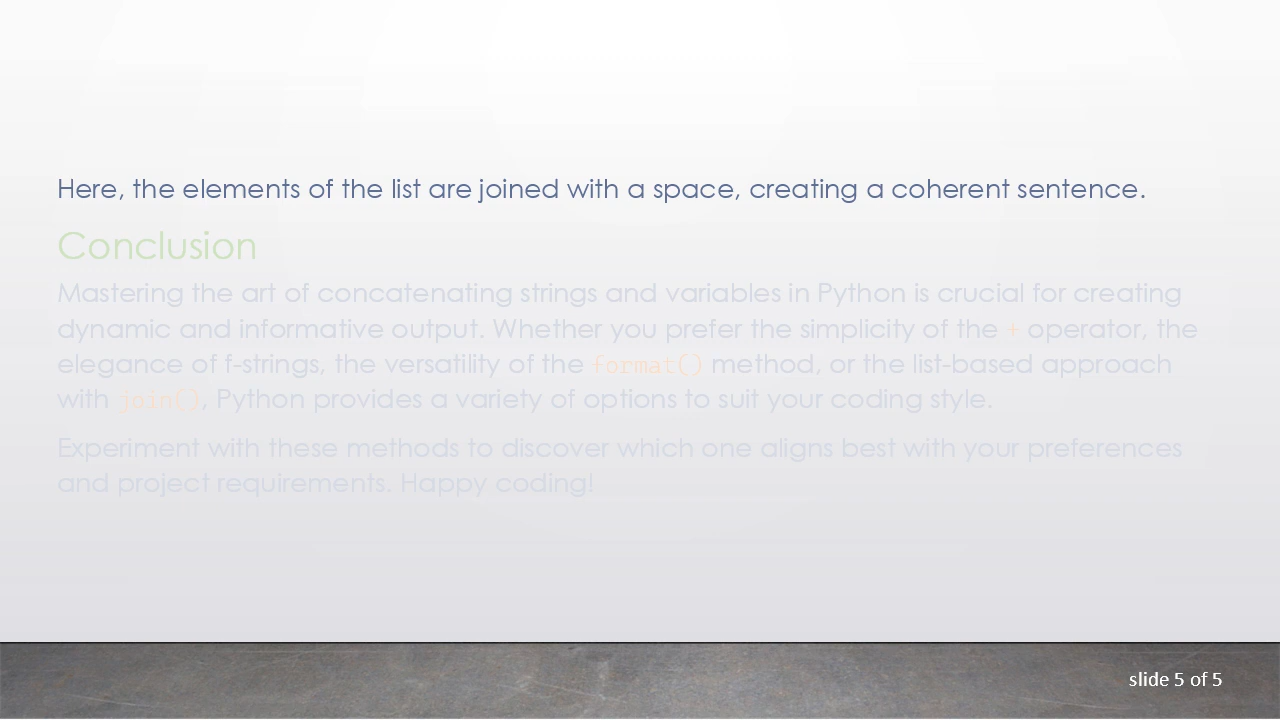 Here, the elements of the list are joined with a space, creating a coherent sentence.
Conclusion
Mastering the art of concatenating strings and variables in Python is crucial for creating
dynamic and informative output. Whether you prefer the simplicity of the + operator, the
elegance of f-strings, the versatility of the format() method, or the list-based approach
with join(), Python provides a variety of options to suit your coding style.
Experiment with these methods to discover which one aligns best with your preferences
and project requirements. Happy coding!
slide 5 of 5